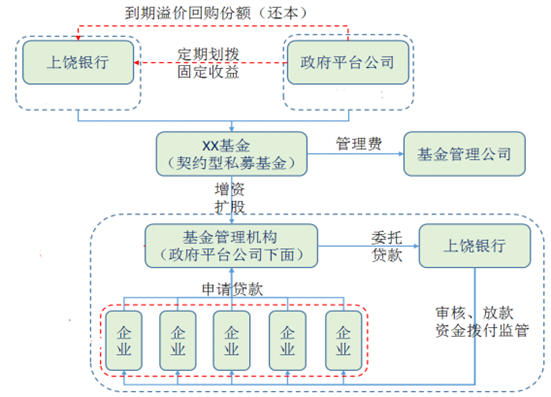 到期溢价回购份额（还本）
上饶银行
定期划拨
固定收益
政府平台公司
XX基金
（契约型私募基金）
管理费
基金管理公司
增资
扩股
基金管理机构
（政府平台公司下面）
委托
贷款
上饶银行
申请贷款
审核、放款
资金拨付监管
企业
企业
企业
企业
企业